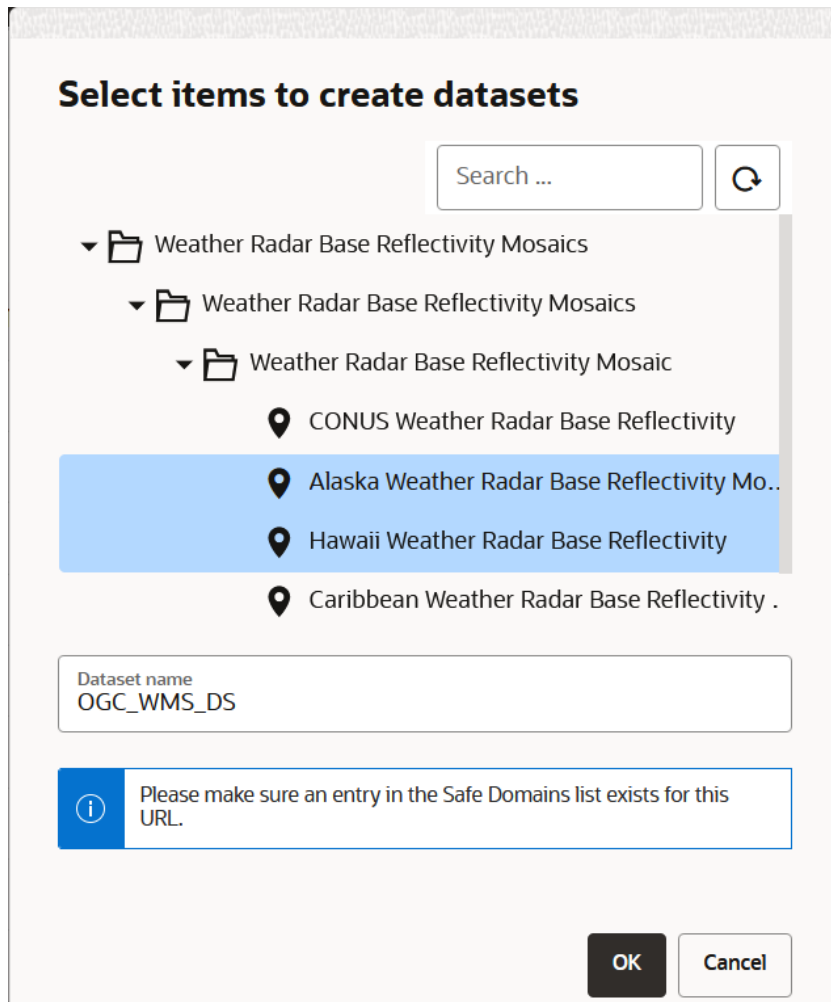 Select items to create datasets
Search ...
Weather Radar Base Reflectivity Mosaics
Weather Radar Base Reflectivity Mosaics
Weather Radar Base Reflectivity Mosaic
CONUS Weather Radar Base Reflectivity
Alaska Weather Radar Base Reflectivity Mo..
Hawaii Weather Radar Base Reflectivity
Caribbean Weather Radar Base Reflectivity .
Dataset name
OGC_WMS_DS
Please make sure an entry in the Safe Domains list exists for this
URL.
OK Cancel